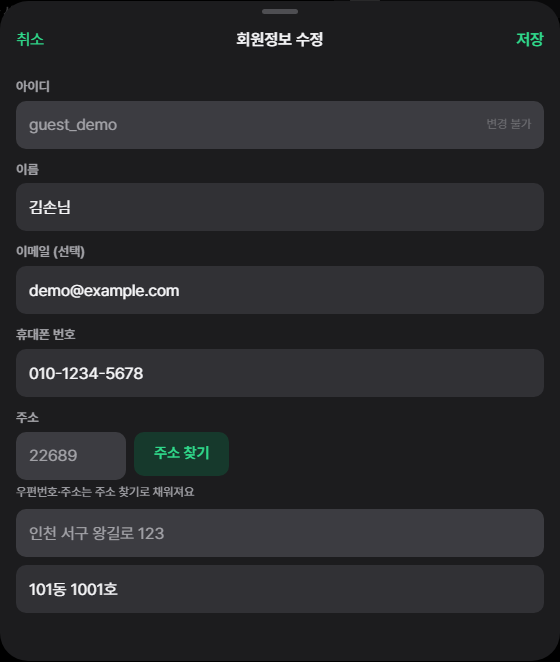 취소 회원정보 수정 저장
아이디
guest_demo 변경 불가
이름
김손님
이메일 (선택)
demo@example.com
휴대폰 번호
010-1234-5678
주소
22689 주소 찾기
우편번호·주소는 주소 찾기로 채워져요
인천 서구 왕길로 123
101동 1001호